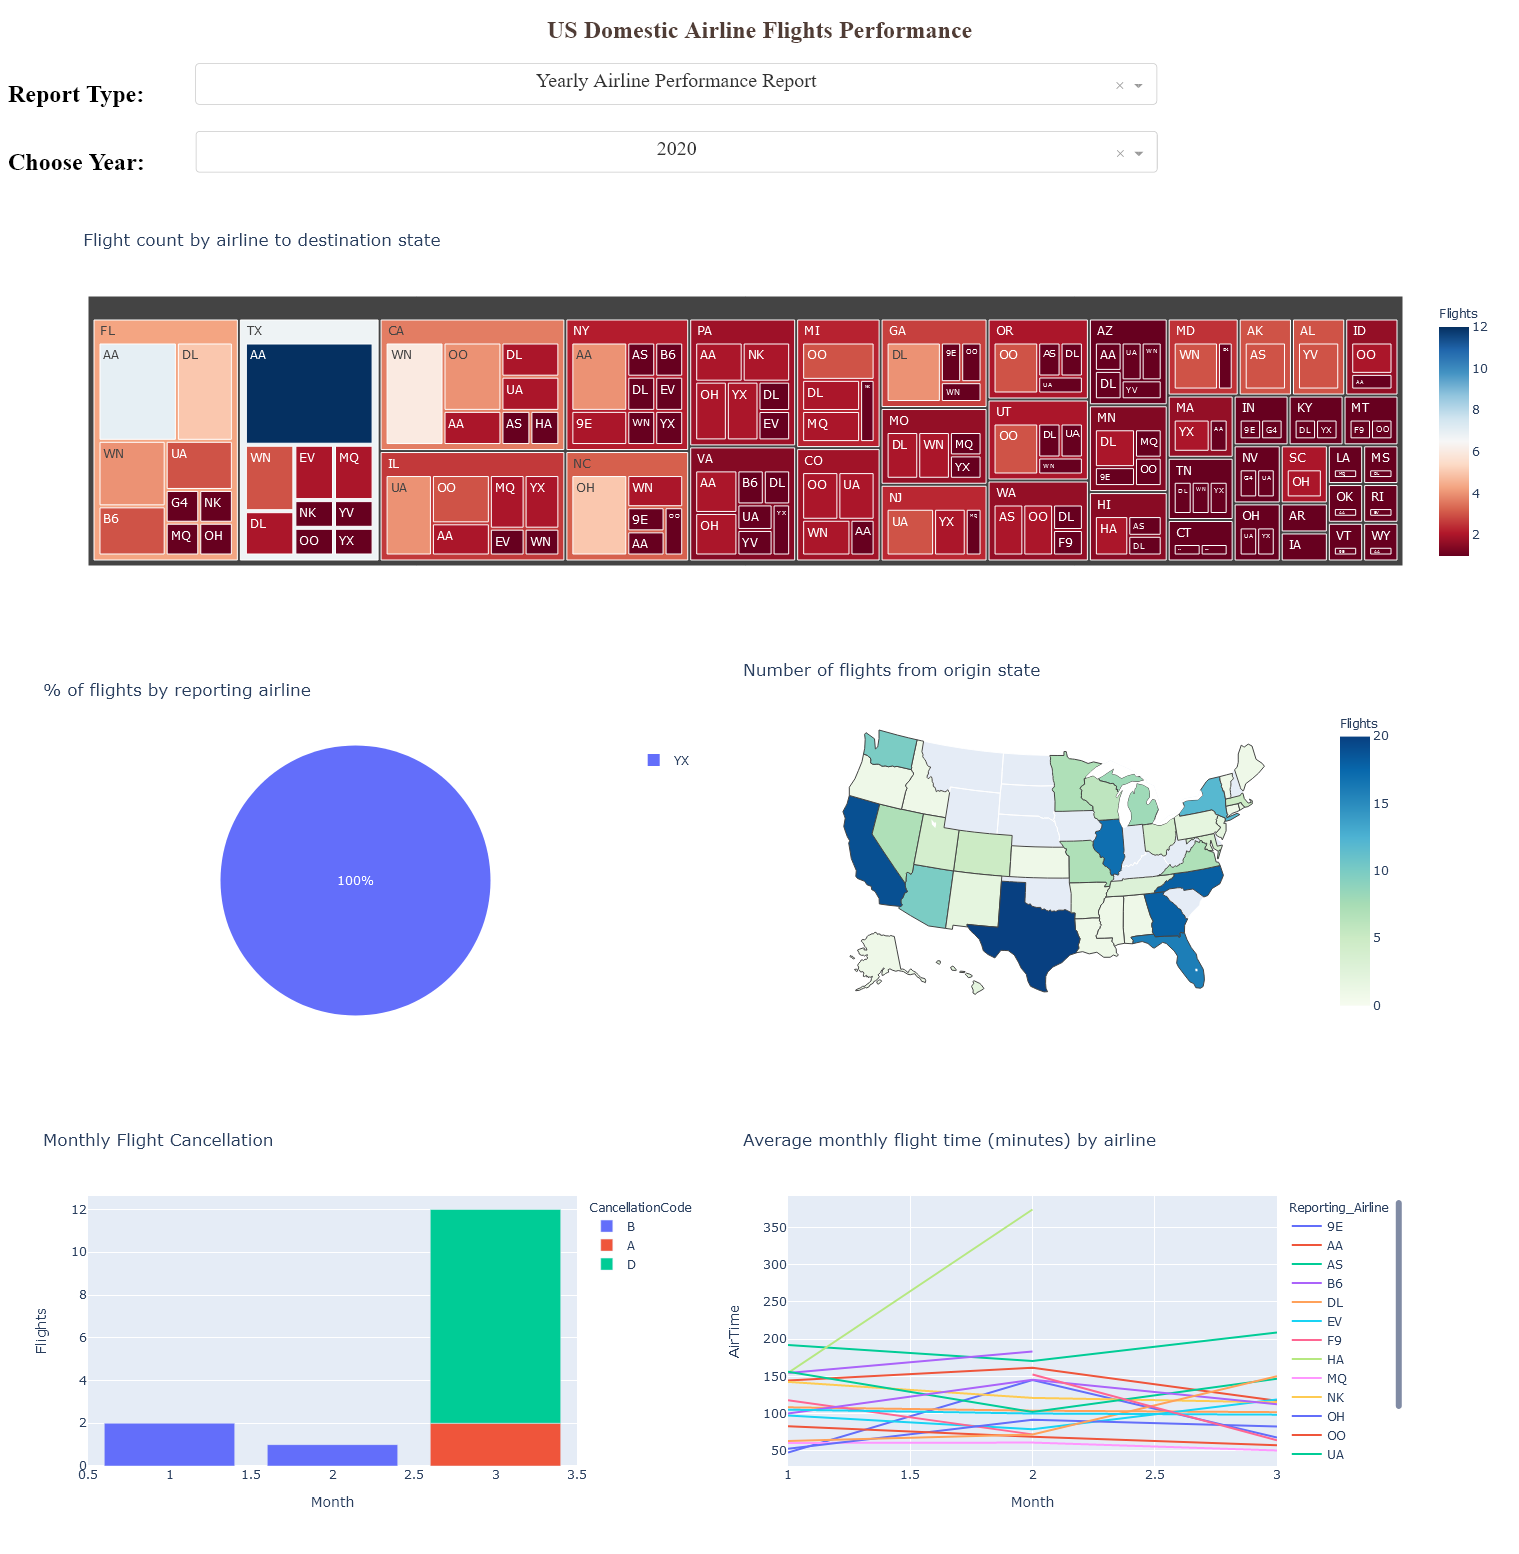 US Domestic Airline Flights Performance
Report Type:
Yearly Airline Performance Report
×
Choose Year:
2020
×
Flight count by airline to destination state
FL
AA
DL
WN
UA
B6
G4
NK
MQ
OH
TX
AA
WN
EV
MQ
DL
NK
YV
OO
YX
CA
WN
OO
DL
UA
AA
AS
HA
IL
UA
OO
MQ
YX
AA
EV
WN
NY
AA
AS
B6
DL
EV
9E
WN
YX
NC
OH
WN
9E
OO
AA
PA
AA
NK
OH
YX
DL
EV
VA
AA
B6
DL
OH
UA
YX
YV
MI
OO
DL
MQ
CO
OO
UA
WN
AA
GA
DL
9E
OO
WN
MO
DL
WN
MQ
YX
NJ
UA
YX
MQ
OR
OO
AS
DL
UA
UT
OO
DL
UA
WN
WA
AS
OO
DL
F9
AZ
AA
UA
WN
DL
YV
MN
DL
MQ
9E
OO
HI
HA
AS
DL
MD
WN
MA
YX
AA
TN
DL
WN
YX
CT
AK
AS
AL
YV
ID
OO
AA
IN
9E
G4
KY
DL
YX
MT
F9
OO
NV
G4
UA
SC
OH
LA
MS
OH
UA
YX
AR
IA
OK
RI
VT
WY
Flights
12
10
8
6
4
2
% of flights by reporting airline
100%
YX
Number of flights from origin state
Flights
20
15
10
5
0
Monthly Flight Cancellation
Flights
12
10
8
6
4
2
0
0.5
1
1.5
2
2.5
3
3.5
Month
CancellationCode
B
A
D
Average monthly flight time (minutes) by airline
AirTime
350
300
250
200
150
100
50
1
1.5
2
2.5
3
Month
Reporting_Airline
9E
AA
AS
B6
DL
EV
F9
HA
MQ
NK
OH
OO
UA